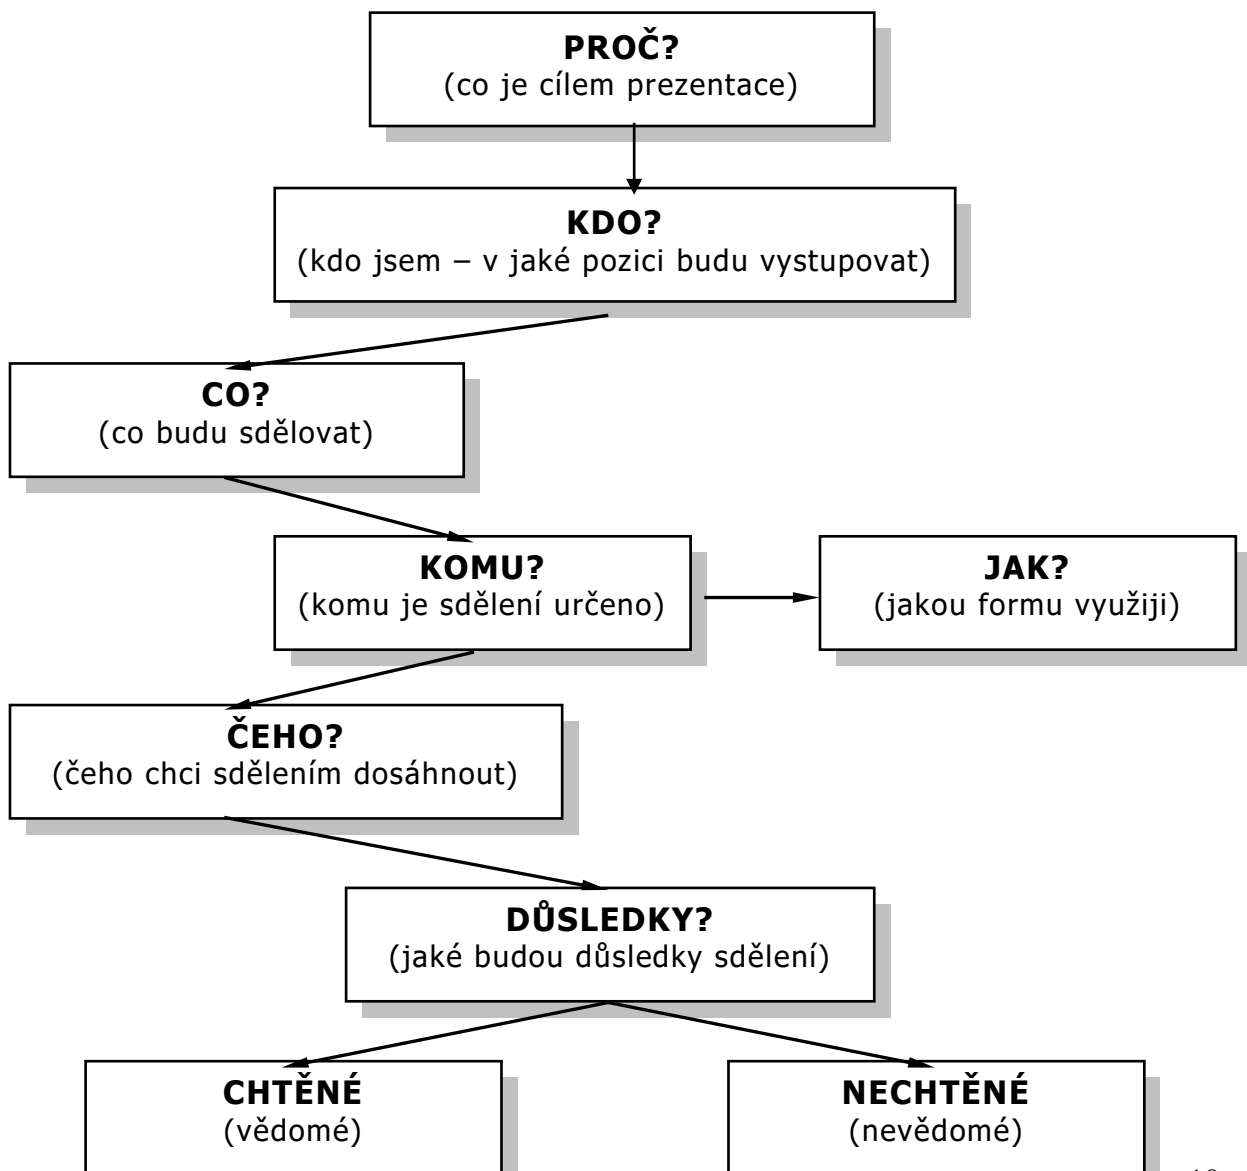 PROČ?
(co je cílem prezentace)
KDO?
(kdo jsem – v jaké pozici budu vystupovat)
CO?
(co budu sdělovat)
KOMU?
(komu je sdělení určeno)
JAK?
(jakou formu využiji)
ČEHO?
(čeho chci sdělením dosáhnout)
DŮSLEDKY?
(jaké budou důsledky sdělení)
CHTĚNÉ
(vědomé)
NECHTĚNÉ
(nevědomé)